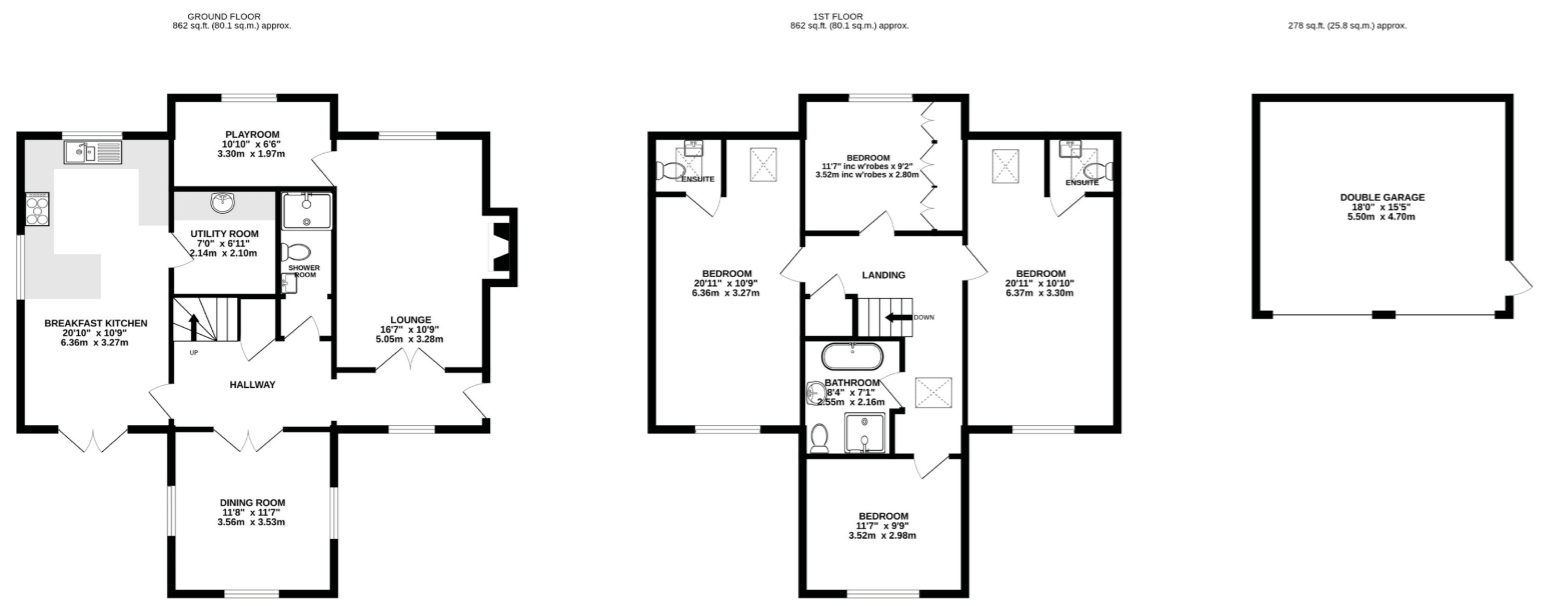 GROUND FLOOR
862 sq.ft. (80.1 sq.m.) approx.
PLAYROOM
10'10" x 6'6"
3.30m x 1.97m
UTILITY ROOM
7'0" x 6'11"
2.14m x 2.10m
SHOWER
ROOM
BREAKFAST KITCHEN
20'10" x 10'9"
6.36m x 3.27m
LOUNGE
16'7" x 10'9"
5.05m x 3.28m
UP
HALLWAY
DINING ROOM
11'8" x 11'7"
3.56m x 3.53m
1ST FLOOR
862 sq.ft. (80.1 sq.m.) approx.
BEDROOM
11'7" inc w'robes x 9'2"
3.52m inc w'robes x 2.80m
ENSUITE
ENSUITE
BEDROOM
20'11" x 10'9"
6.36m x 3.27m
LANDING
BEDROOM
20'11" x 10'10"
6.37m x 3.30m
DOWN
BATHROOM
8'4" x 7'1"
2.55m x 2.16m
BEDROOM
11'7" x 9'9"
3.52m x 2.98m
278 sq.ft. (25.8 sq.m.) approx.
DOUBLE GARAGE
18'0" x 15'5"
5.50m x 4.70m